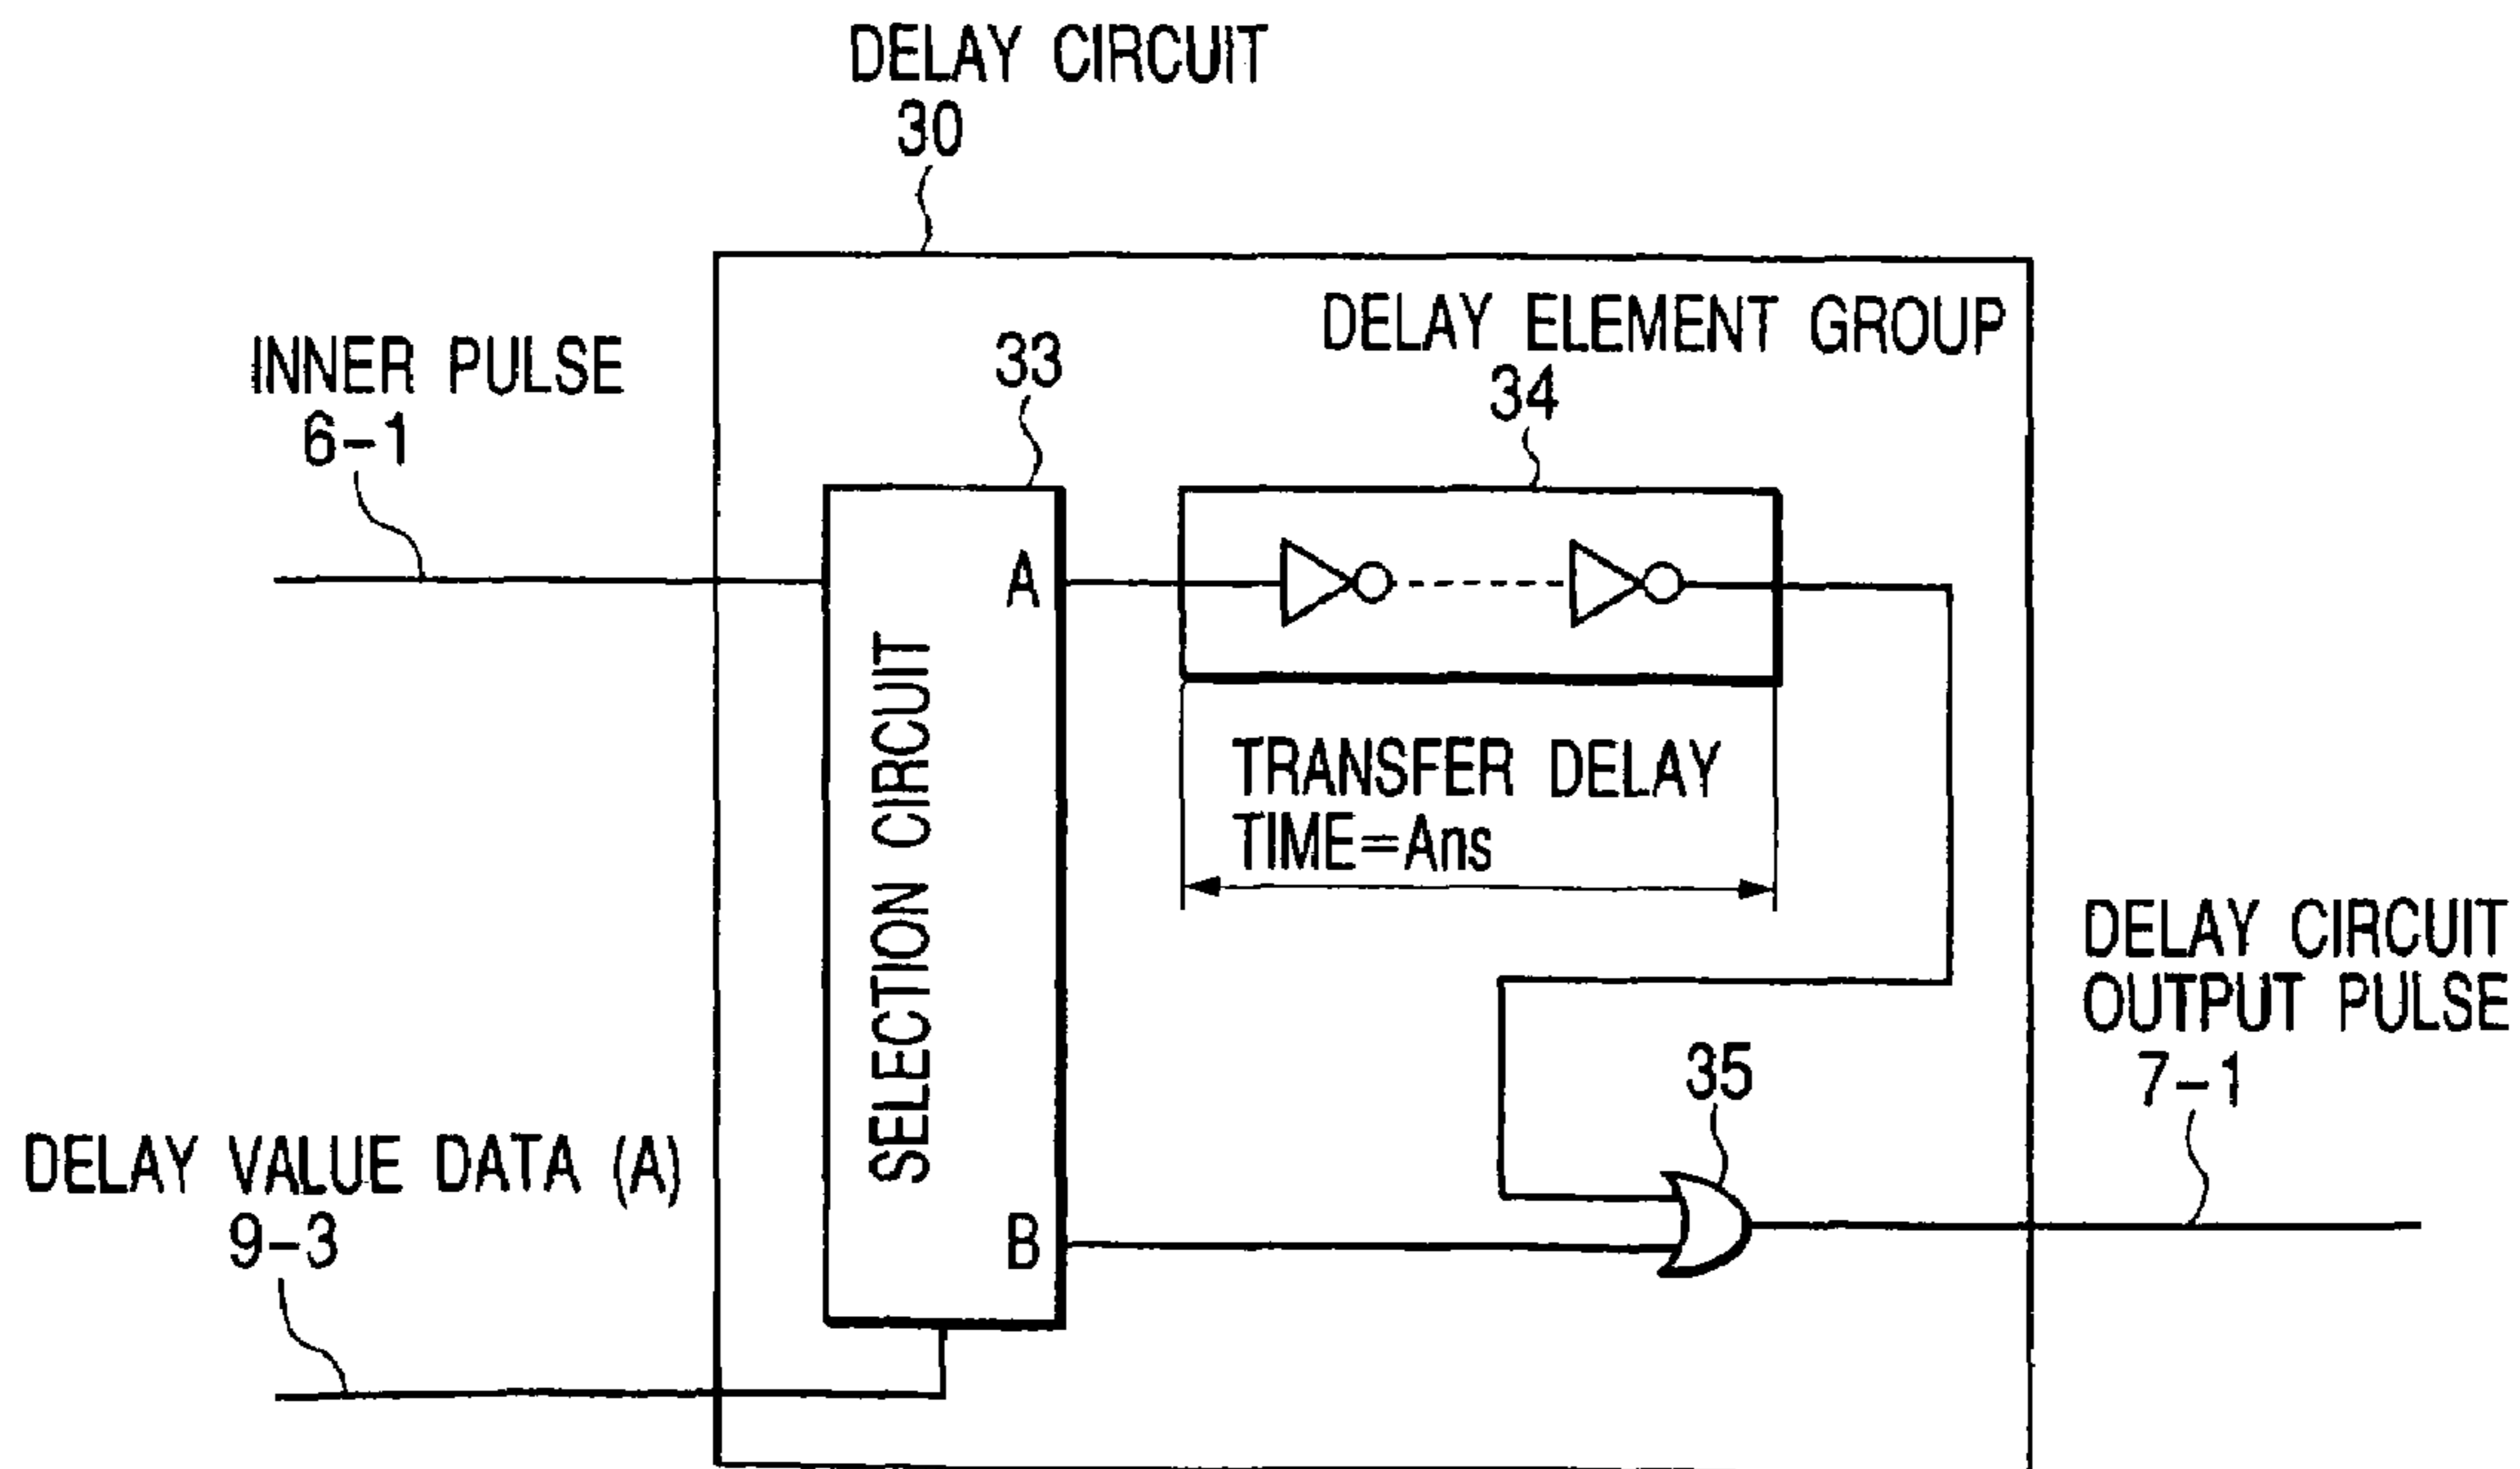 DELAY CIRCUIT
30
DELAY ELEMENT GROUP
34
INNER PULSE
6-1
33
A
SELECTION CIRCUIT
TRANSFER DELAY
TIME=Ans
DELAY CIRCUIT
OUTPUT PULSE
7-1
35
DELAY VALUE DATA (A)
9-3
B